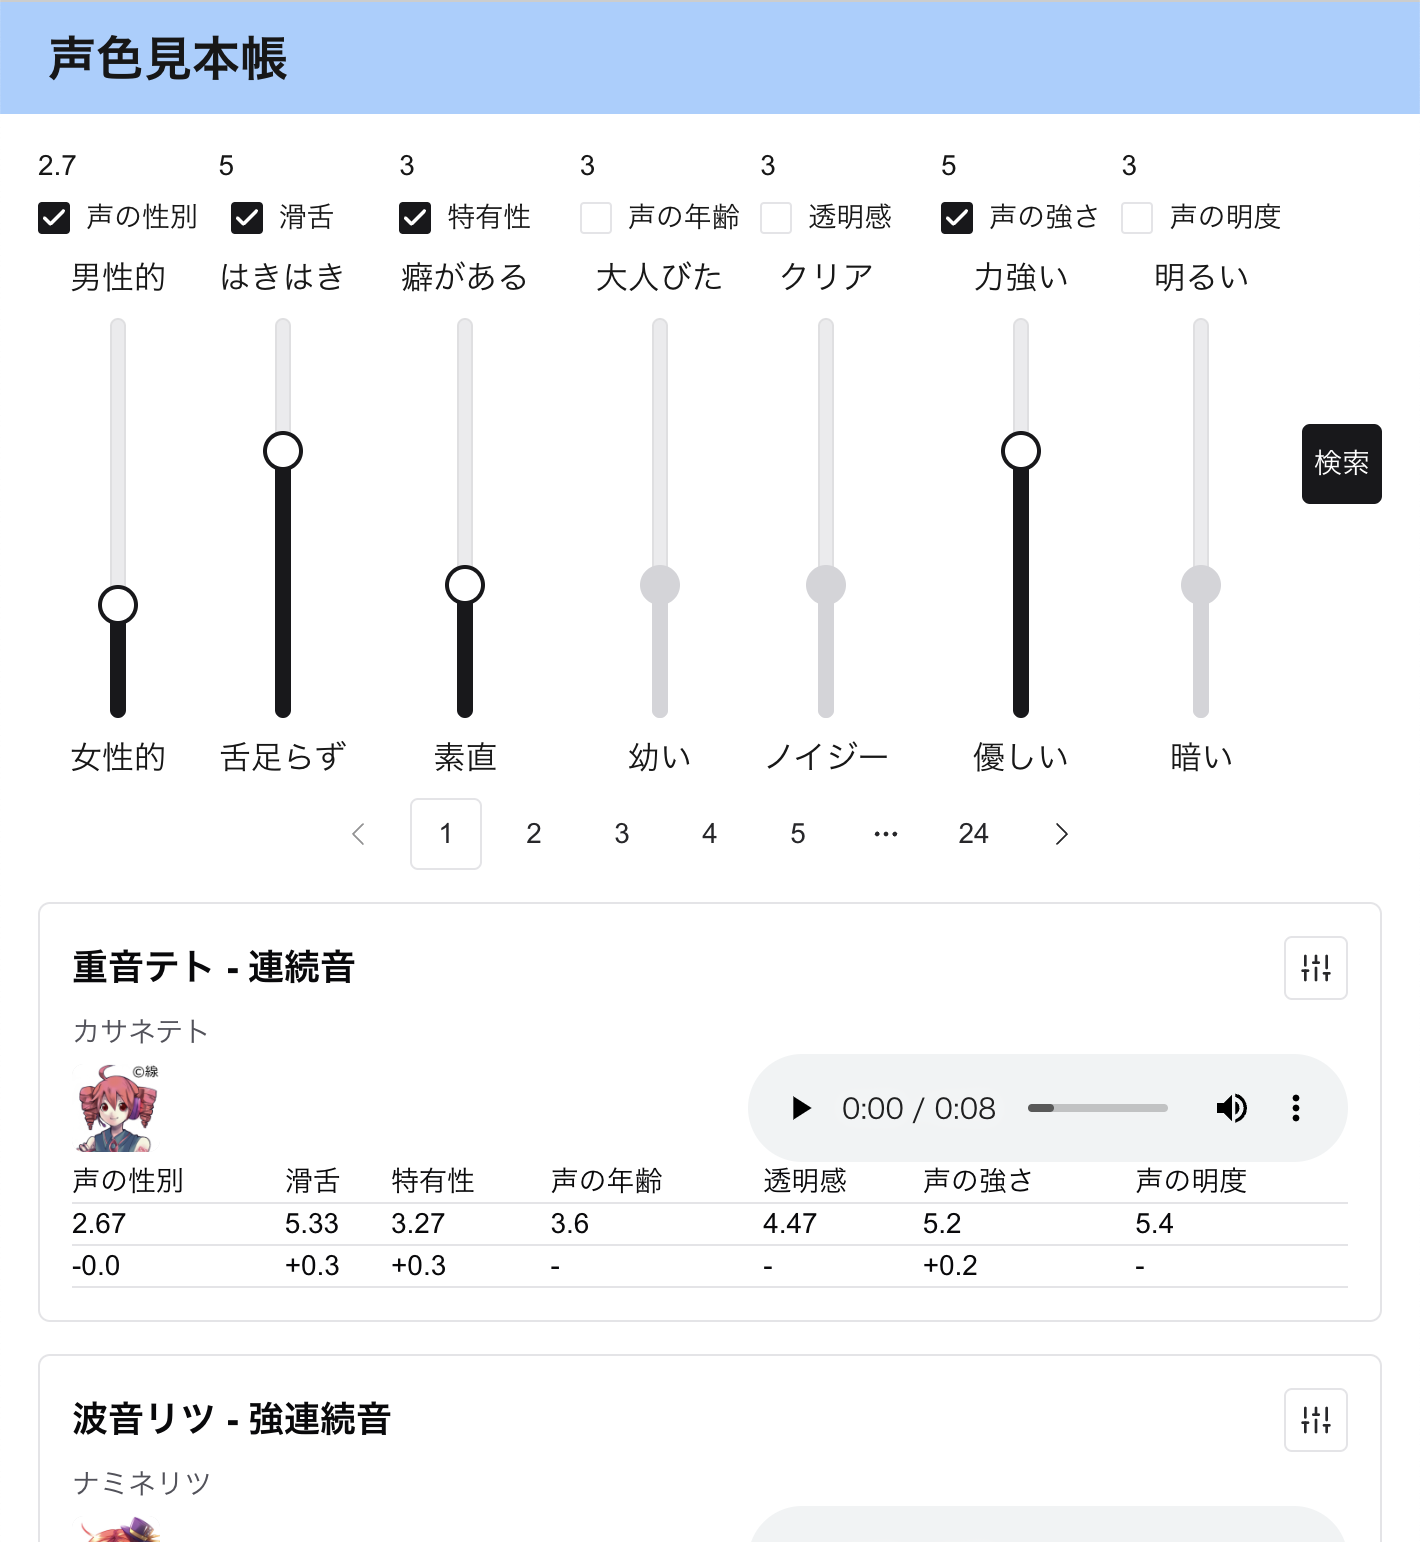 声色見本帳
2.7 5 3 3 3 5 3
声の性別 滑舌 特有性 声の年齢 透明感 声の強さ 声の明度
男性的 はきはき 癖がある 大人びた クリア 力強い 明るい
検索
女性的 舌足らず 素直 幼い ノイジー 優しい 暗い
1 2 3 4 5 ··· 24
重音テト - 連続音
カサネテト
©線
0:00 / 0:08
声の性別 滑舌 特有性 声の年齢 透明感 声の強さ 声の明度
2.67 5.33 3.27 3.6 4.47 5.2 5.4
-0.0 +0.3 +0.3 - - +0.2 -
波音リツ - 強連続音
ナミネリツ